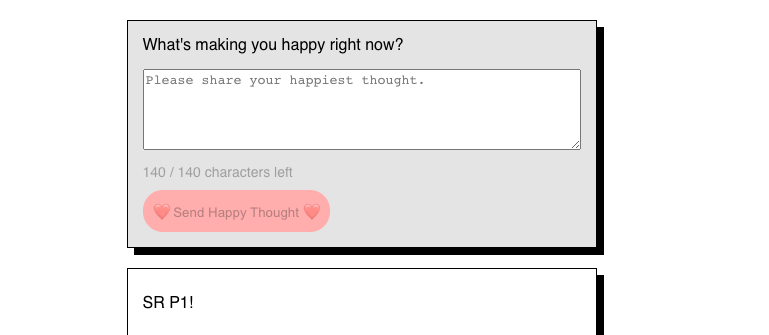 What's making you happy right now?
Please share your happiest thought.
140 / 140 characters left
❤️ Send Happy Thought ❤️
SR P1!